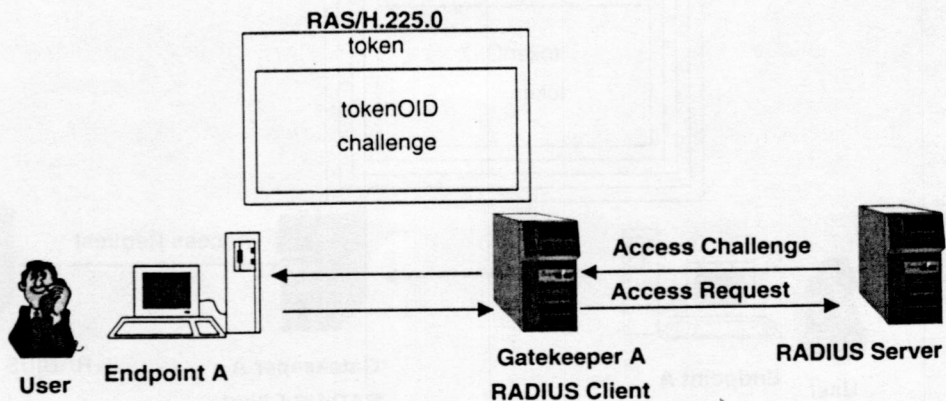 RAS/H.225.0
token
tokenOID
challenge
Access Challenge
Access Request
User
Endpoint A
Gatekeeper A
RADIUS Client
RADIUS Server